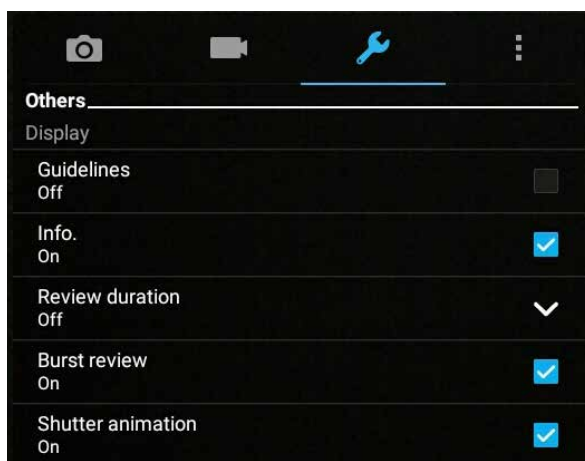 Others
Display
Guidelines
Off
Info.
On
Review duration
Off
Burst review
On
Shutter animation
On